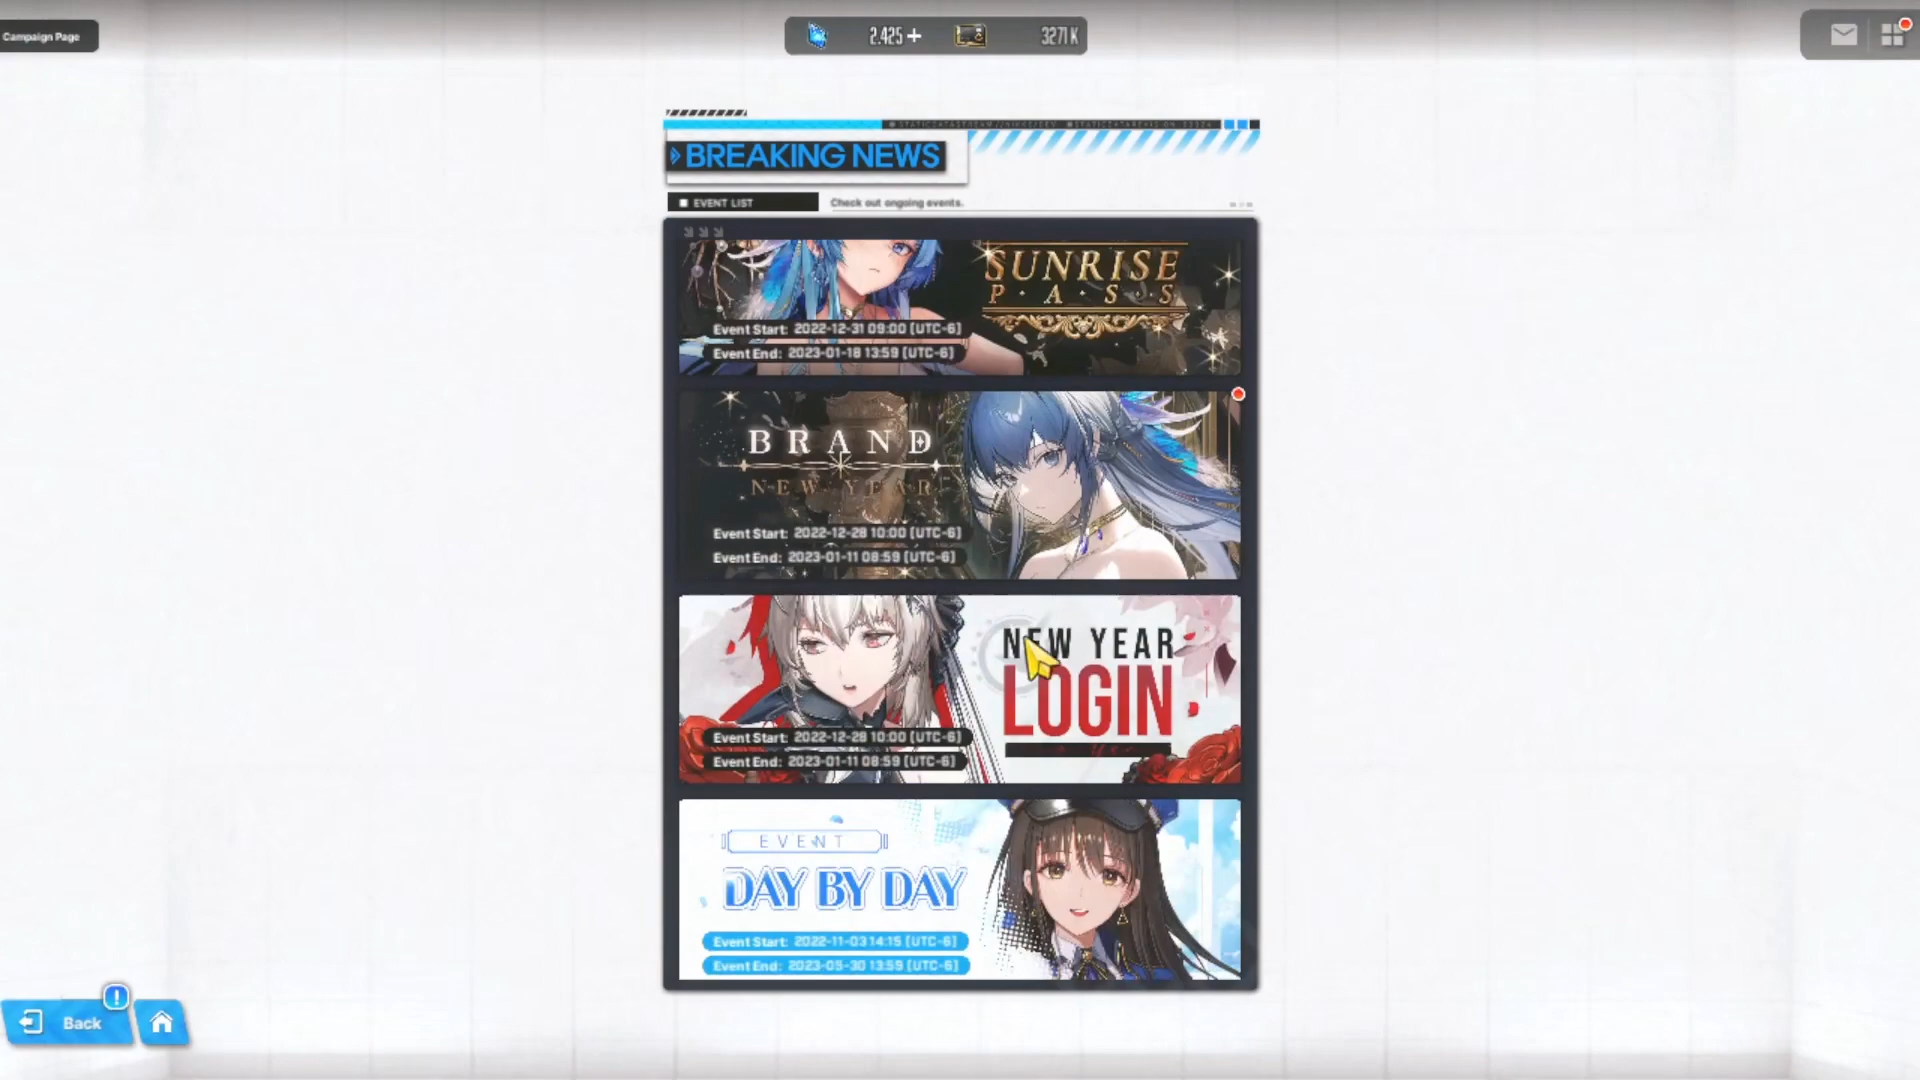 Campaign Page
2,425 +
3271 K
BREAKING NEWS
EVENT LIST
Check out ongoing events.
SUNRISE
P·A·S·S
Event Start: 2022-12-31 09:00 (UTC-6)
Event End: 2023-01-18 13:59 (UTC-6)
BRAND
NEW YEAR
Event Start: 2022-12-28 10:00 (UTC-6)
Event End: 2023-01-11 08:59 (UTC-6)
NEW YEAR
LOGIN
Event Start: 2022-12-28 10:00 (UTC-6)
Event End: 2023-01-11 08:59 (UTC-6)
EVENT
DAY BY DAY
Event Start: 2022-11-03 14:15 (UTC-6)
Event End: 2023-05-30 13:59 (UTC-6)
!
Back